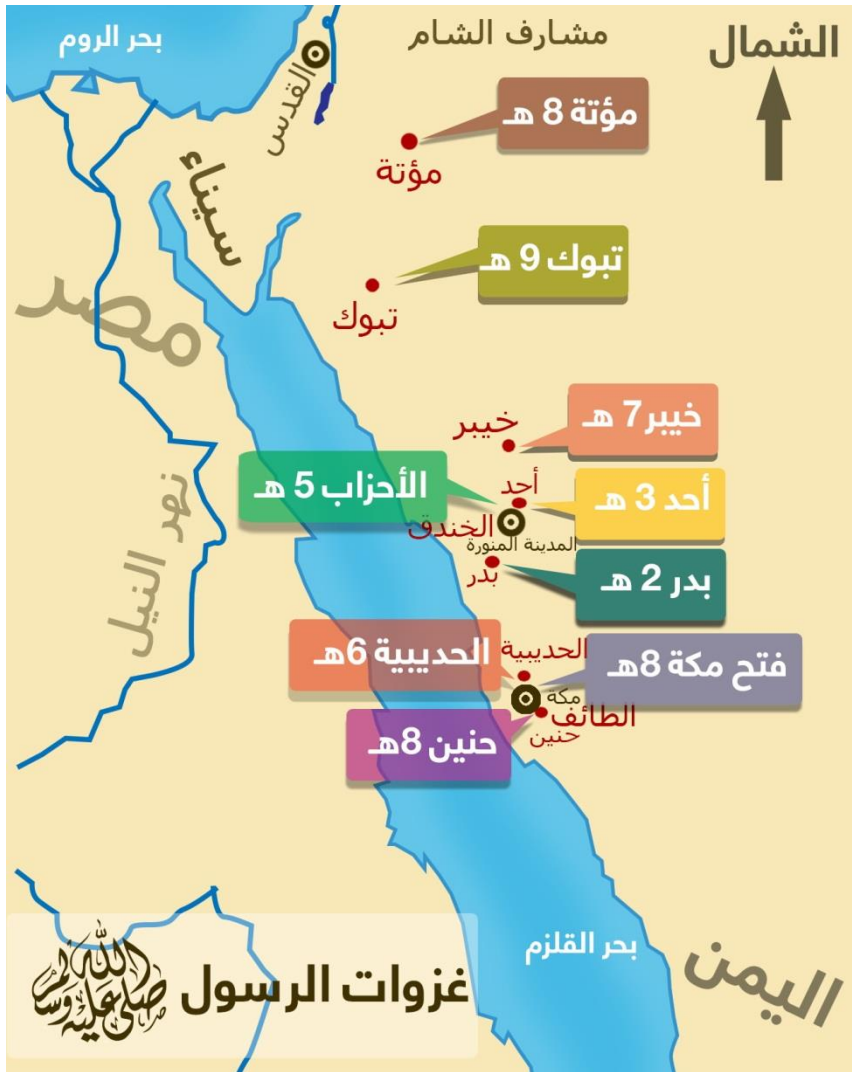 بحر الروم
مشارف الشام
الشمال
القدس
مؤتة 8 هـ
مؤتة
سيناء
تبوك 9 هـ
تبوك
مصر
خيبر 7 هـ
خيبر
الأحزاب 5 هـ
أحد
أحد 3 هـ
الخندق
المدينة المنورة
بدر
بدر 2 هـ
نهر النيل
الحديبية 6هـ
الحديبية
فتح مكة 8هـ
مكة
الطائف
حنين
حنين 8هـ
بحر القلزم
اليمن
غزوات الرسول صلى الله عليه وسلم